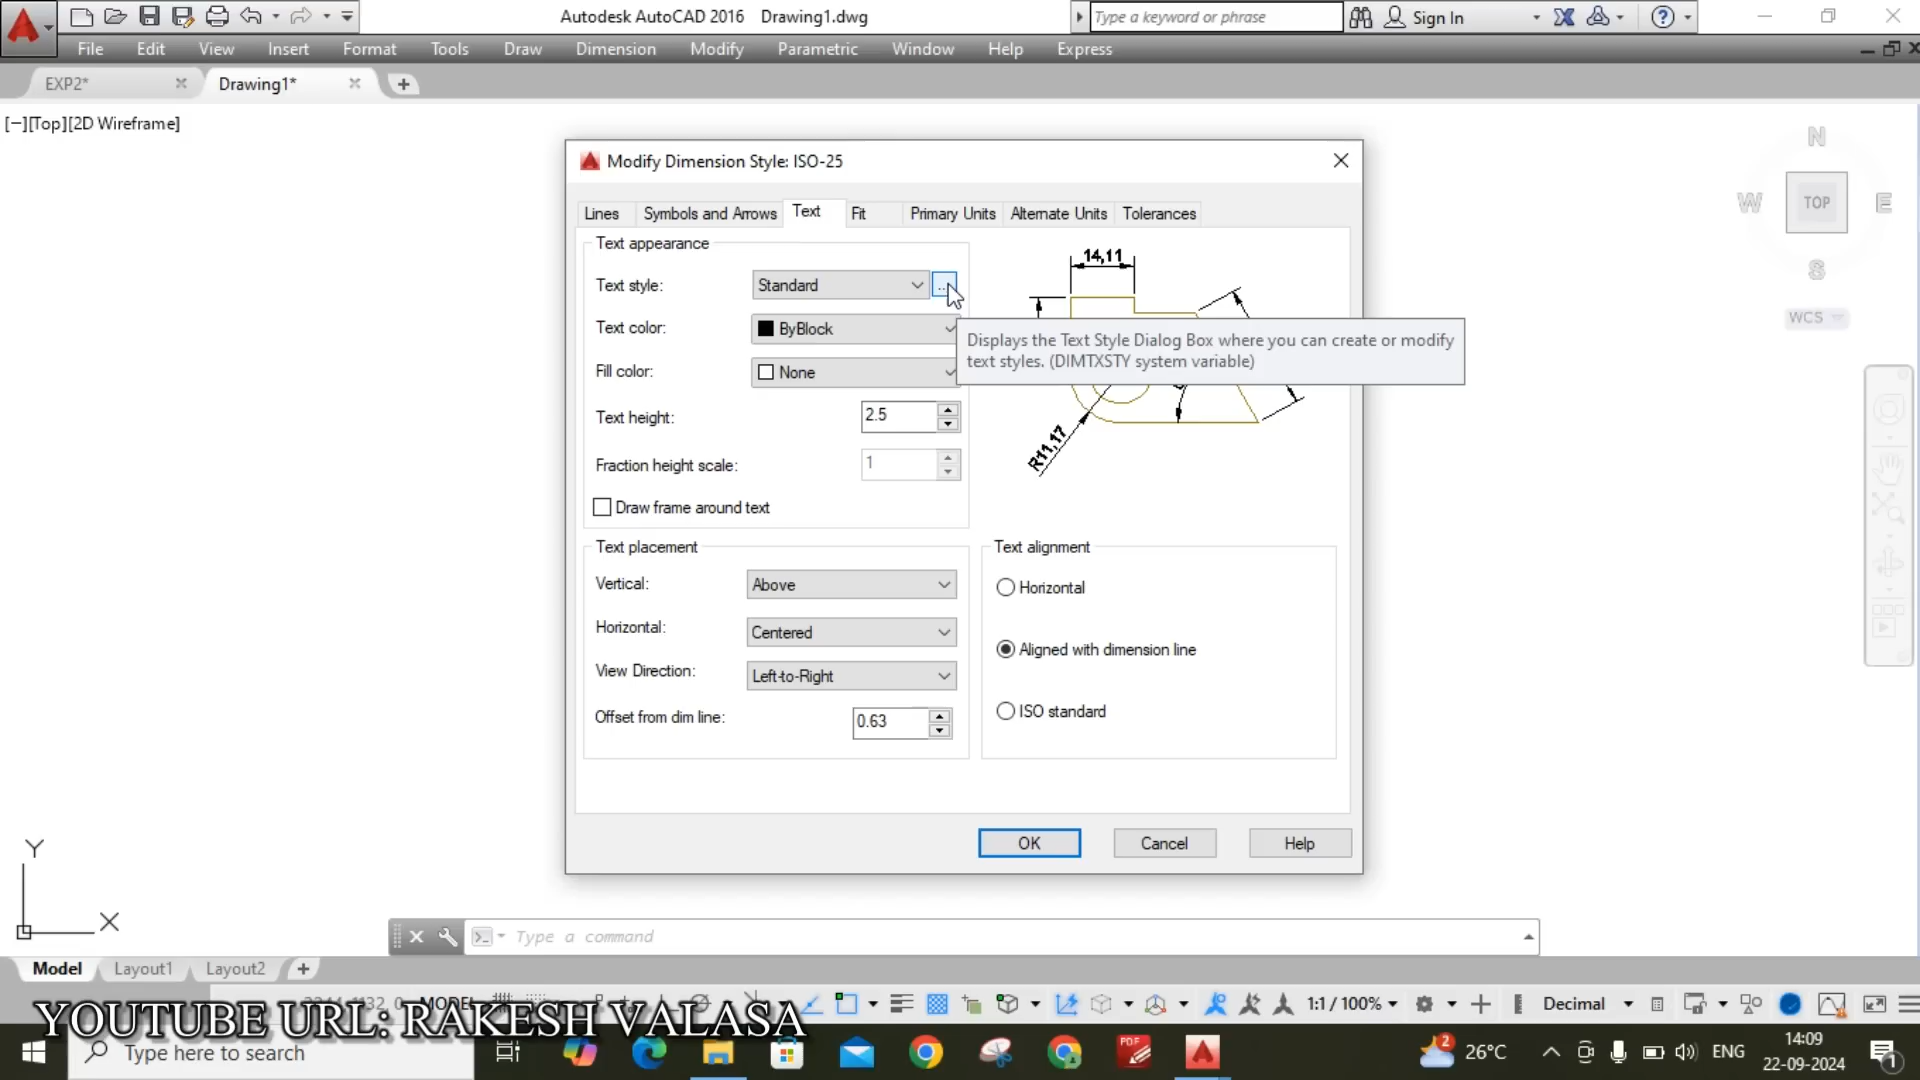 Autodesk AutoCAD 2016 Drawing1.dwg
Type a keyword or phrase
Sign In
File Edit View Insert Format Tools Draw Dimension Modify Parametric Window Help Express
EXP2*
Drawing1*
[−][Top][2D Wireframe]
N
W
TOP
E
S
WCS
Modify Dimension Style: ISO-25
Lines Symbols and Arrows Text Fit Primary Units Alternate Units Tolerances
Text appearance
Text style: Standard ...
Text color: ByBlock
Fill color: None
Text height: 2.5
Fraction height scale: 1
Draw frame around text
14,11
R11,17
Displays the Text Style Dialog Box where you can create or modify
text styles. (DIMTXSTY system variable)
Text placement
Vertical: Above
Horizontal: Centered
View Direction: Left-to-Right
Offset from dim line: 0.63
Text alignment
Horizontal
Aligned with dimension line
ISO standard
OK Cancel Help
Y
X
Type a command
Model Layout1 Layout2
1:1 / 100% Decimal
YOUTUBE URL: RAKESH VALASA
Type here to search
PDF
2
26°C
ENG
14:09
22-09-2024
1